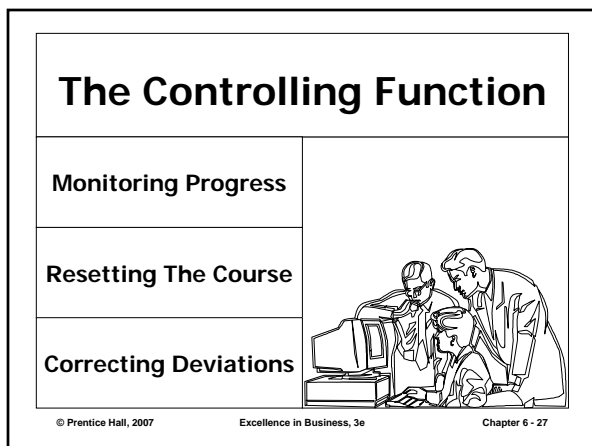 The Controlling Function
Monitoring Progress
Resetting The Course
Correcting Deviations
© Prentice Hall, 2007 Excellence in Business, 3e Chapter 6 - 27